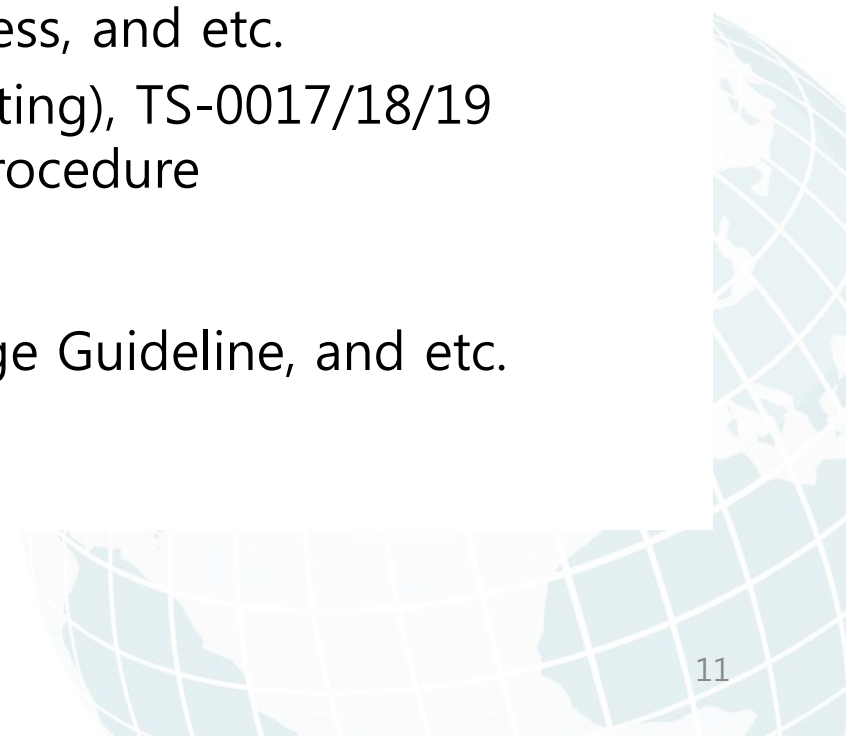 ess, and etc.
ting), TS-0017/18/19
rocedure
ge Guideline, and etc.
11